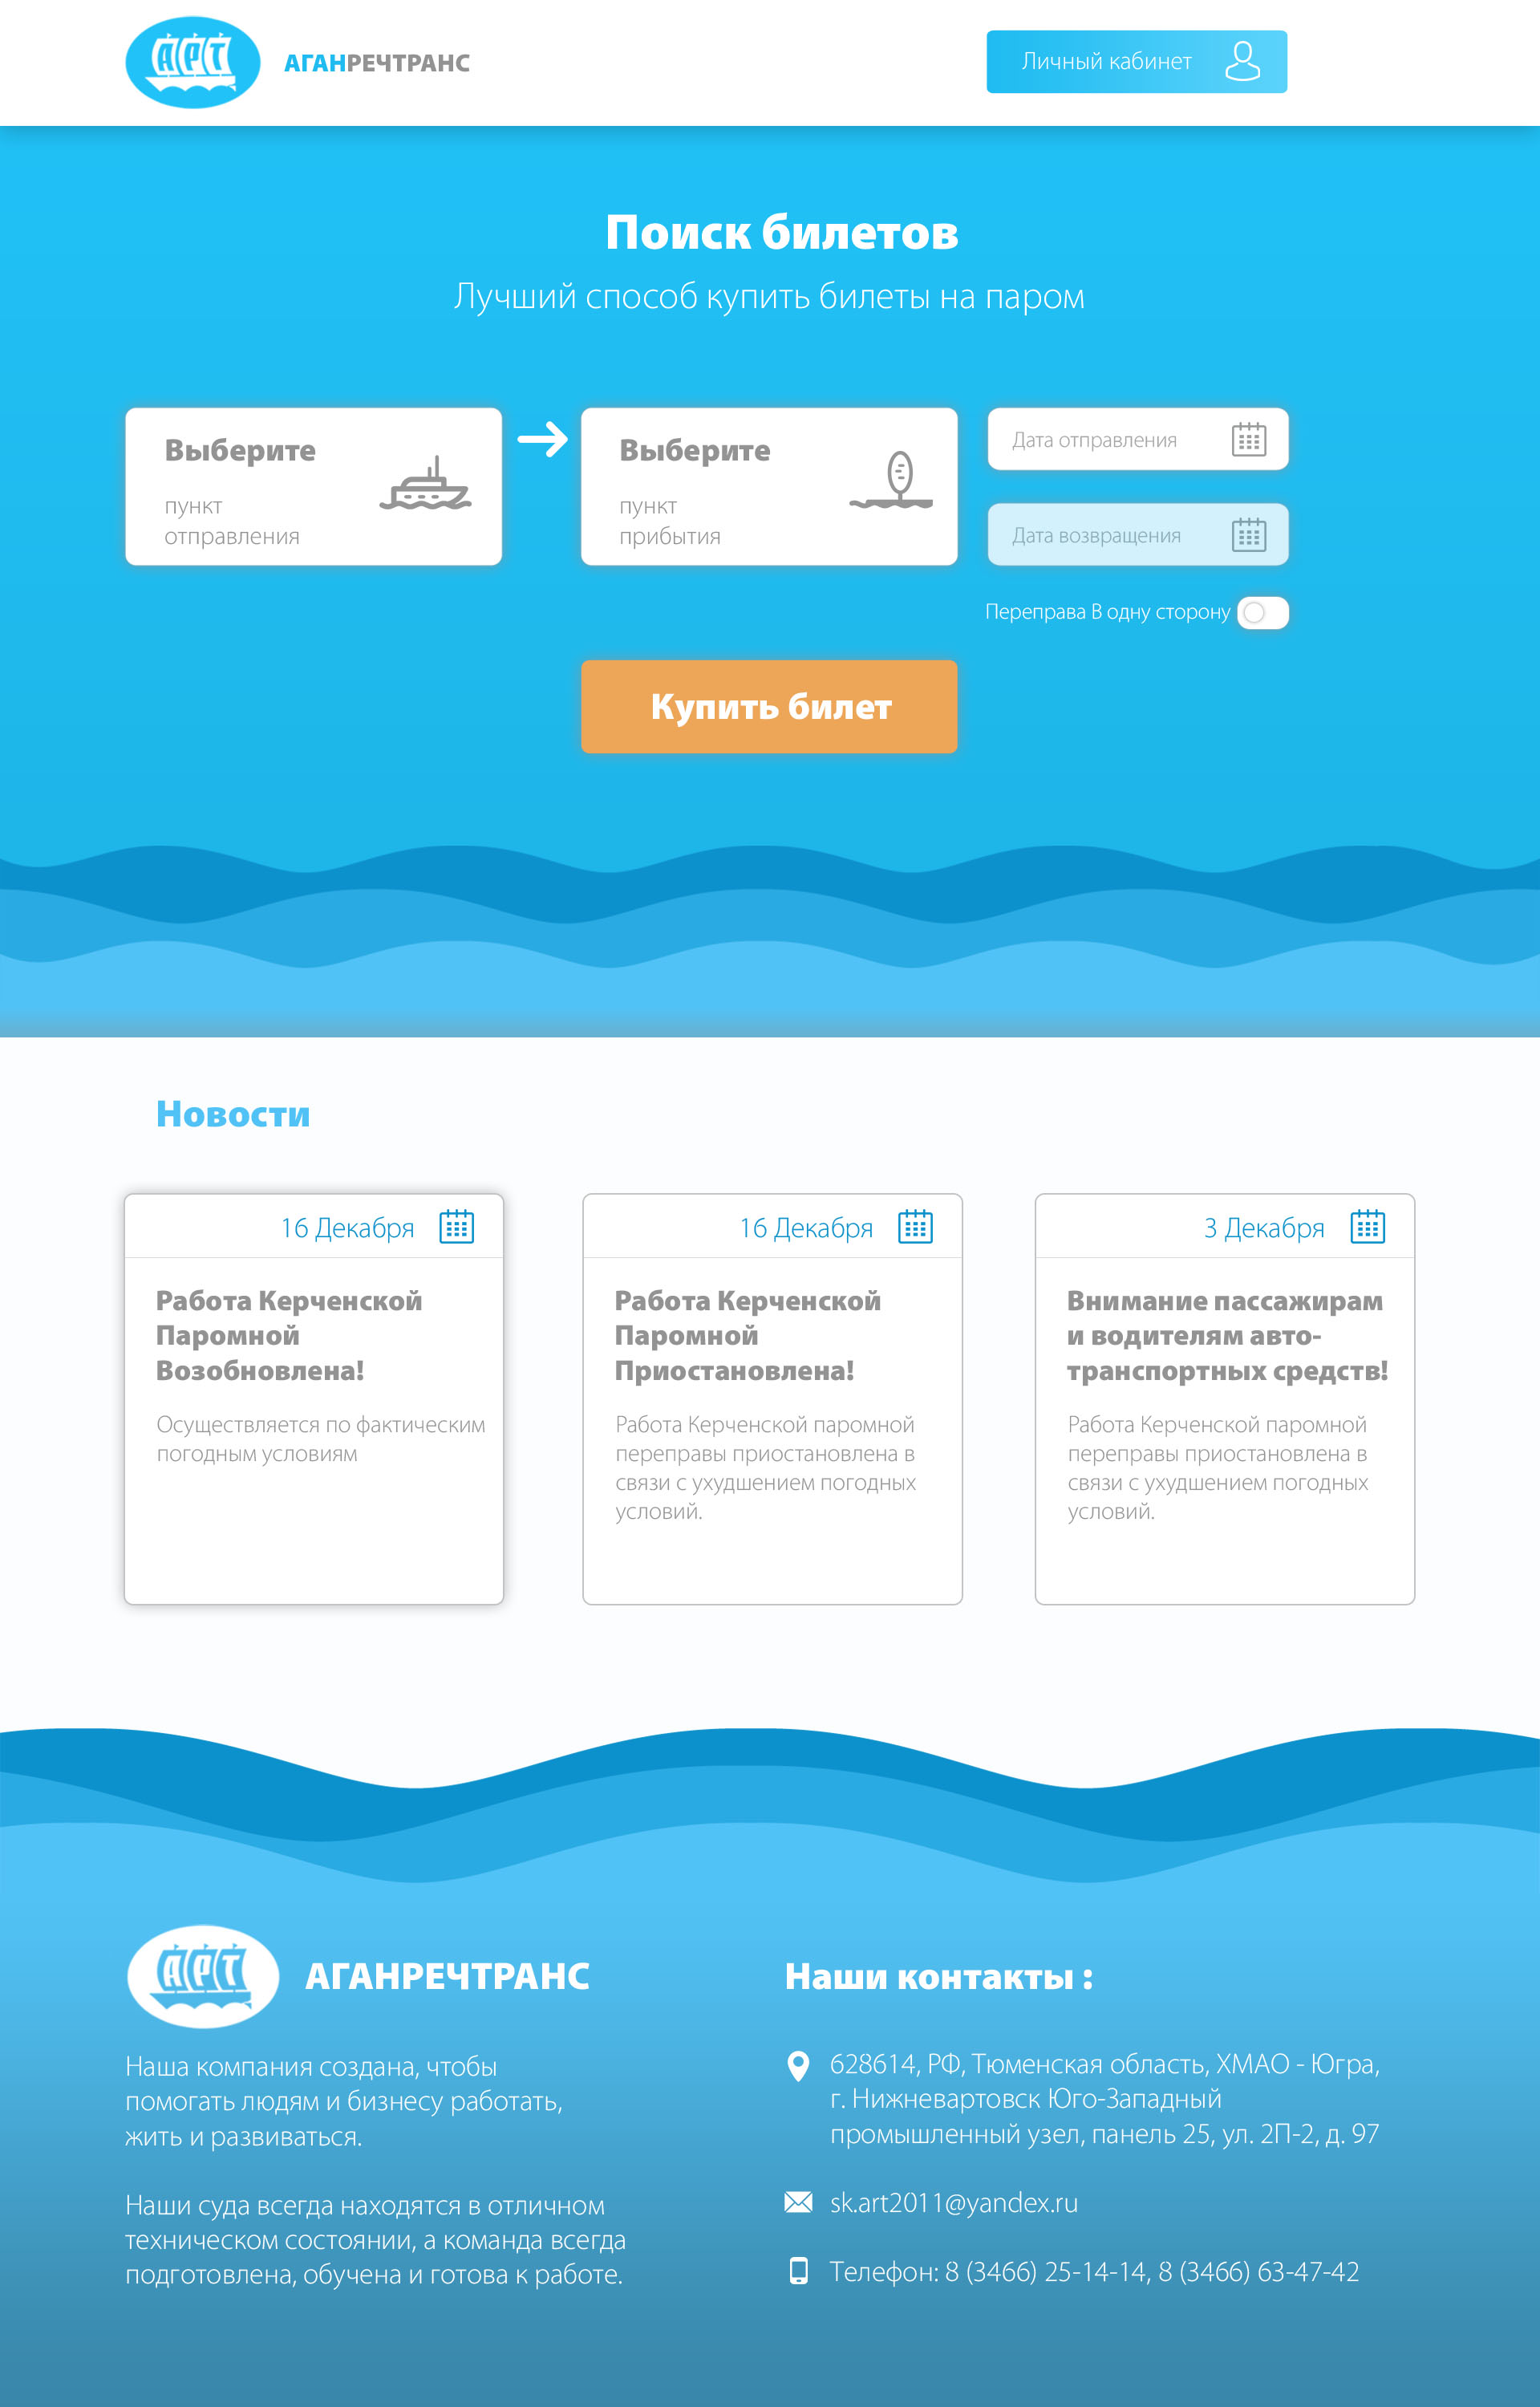 АРТ
АГАНРЕЧТРАНС
Личный кабинет
Поиск билетов
Лучший способ купить билеты на паром
Выберите
пункт
отправления
Выберите
пункт
прибытия
Дата отправления
Дата возвращения
Переправа В одну сторону
Купить билет
Новости
16 Декабря
Работа Керченской
Паромной
Возобновлена!
Осуществляется по фактическим
погодным условиям
16 Декабря
Работа Керченской
Паромной
Приостановлена!
Работа Керченской паромной
переправы приостановлена в
связи с ухудшением погодных
условий.
3 Декабря
Внимание пассажирам
и водителям авто-
транспортных средств!
Работа Керченской паромной
переправы приостановлена в
связи с ухудшением погодных
условий.
АРТ
АГАНРЕЧТРАНС
Наша компания создана, чтобы
помогать людям и бизнесу работать,
жить и развиваться.
Наши суда всегда находятся в отличном
техническом состоянии, а команда всегда
подготовлена, обучена и готова к работе.
Наши контакты :
628614, РФ, Тюменская область, ХМАО - Югра,
г. Нижневартовск Юго-Западный
промышленный узел, панель 25, ул. 2П-2, д. 97
sk.art2011@yandex.ru
Телефон: 8 (3466) 25-14-14, 8 (3466) 63-47-42